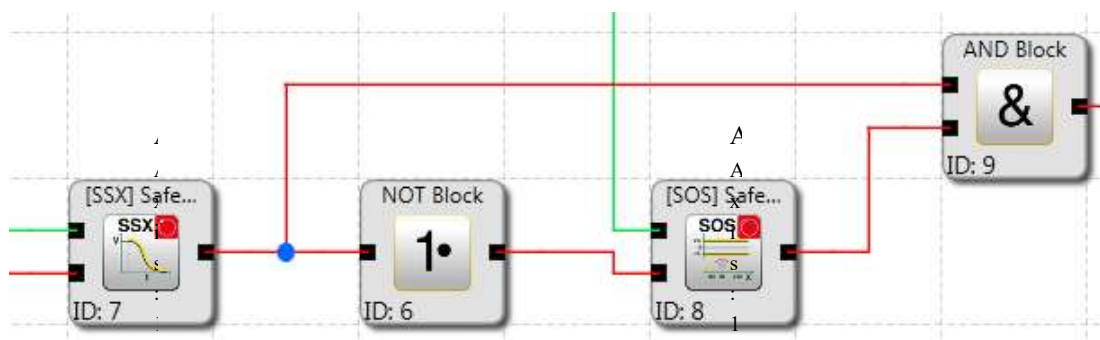 AND Block
&
ID: 9
[SSX] Safe...
SSX
V
t
ID: 7
NOT Block
1•
ID: 6
[SOS] Safe...
SOS
X
ID: 8
A
A
x
i
s
:
1